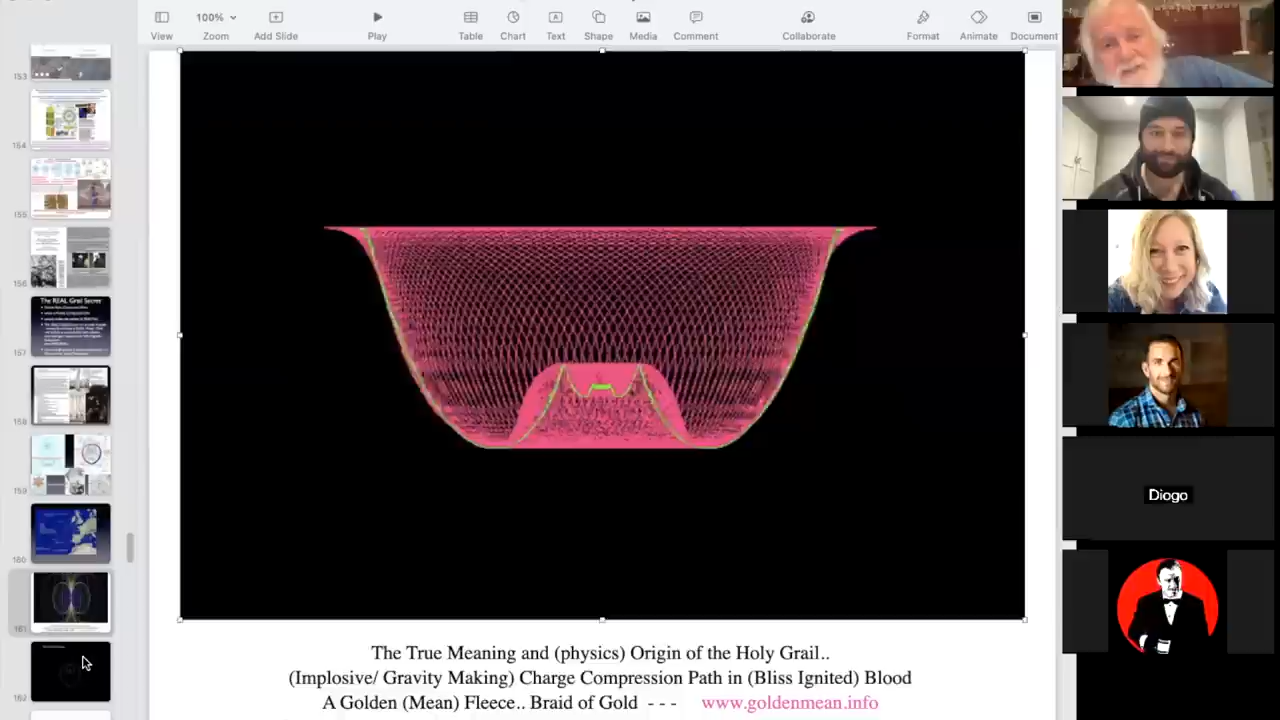 100%
View
Zoom
Add Slide
Play
Table
Chart
Text
Shape
Media
Comment
Collaborate
Format
Animate
Document
153
154
155
156
The REAL Grail Secret
157
158
159
160
161
162
Diogo
The True Meaning and (physics) Origin of the Holy Grail..
(Implosive/ Gravity Making) Charge Compression Path in (Bliss Ignited) Blood
A Golden (Mean) Fleece.. Braid of Gold - - - www.goldenmean.info